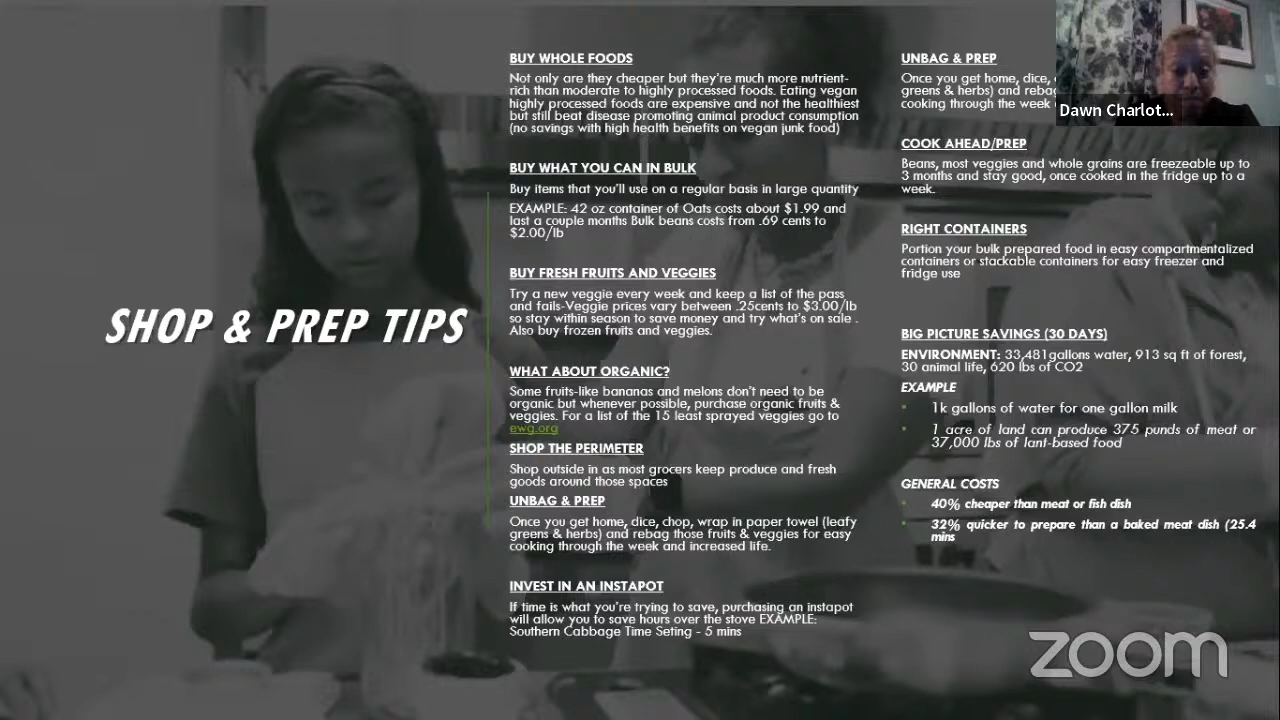 SHOP & PREP TIPS
BUY WHOLE FOODS
Not only are they cheaper but they're much more nutrient-
rich than moderate to highly processed foods. Eating vegan
highly processed foods are expensive and not the healthiest
but still beat disease promoting animal product consumption
(no savings with high health benefits on vegan junk food)
BUY WHAT YOU CAN IN BULK
Buy items that you'll use on a regular basis in large quantity
EXAMPLE: 42 oz container of Oats costs about $1.99 and
last a couple months Bulk beans costs from .69 cents to
$2.00/lb
BUY FRESH FRUITS AND VEGGIES
Try a new veggie every week and keep a list of the pass
and fails-Veggie prices vary between .25cents to $3.00/lb
so stay within season to save money and try what's on sale .
Also buy frozen fruits and veggies.
WHAT ABOUT ORGANIC?
Some fruits-like bananas and melons don't need to be
organic but whenever possible, purchase organic fruits &
veggies. For a list of the 15 least sprayed veggies go to
ewg.org
SHOP THE PERIMETER
Shop outside in as most grocers keep produce and fresh
goods around those spaces
UNBAG & PREP
Once you get home, dice, chop, wrap in paper towel (leafy
greens & herbs) and rebag those fruits & veggies for easy
cooking through the week and increased life.
INVEST IN AN INSTAPOT
If time is what you're trying to save, purchasing an instapot
will allow you to save hours over the stove EXAMPLE:
Southern Cabbage Time Seting - 5 mins
UNBAG & PREP
Once you get home, dice,
greens & herbs) and rebag
cooking through the week
COOK AHEAD/PREP
Beans, most veggies and whole grains are freezeable up to
3 months and stay good, once cooked in the fridge up to a
week.
RIGHT CONTAINERS
Portion your bulk prepared food in easy compartmentalized
containers or stackable containers for easy freezer and
fridge use
BIG PICTURE SAVINGS (30 DAYS)
ENVIRONMENT: 33,481gallons water, 913 sq ft of forest,
30 animal life, 620 lbs of CO2
EXAMPLE
1k gallons of water for one gallon milk
1 acre of land can produce 375 punds of meat or
37,000 lbs of lant-based food
GENERAL COSTS
40% cheaper than meat or fish dish
32% quicker to prepare than a baked meat dish (25.4
mins
Dawn Charlot...
zoom